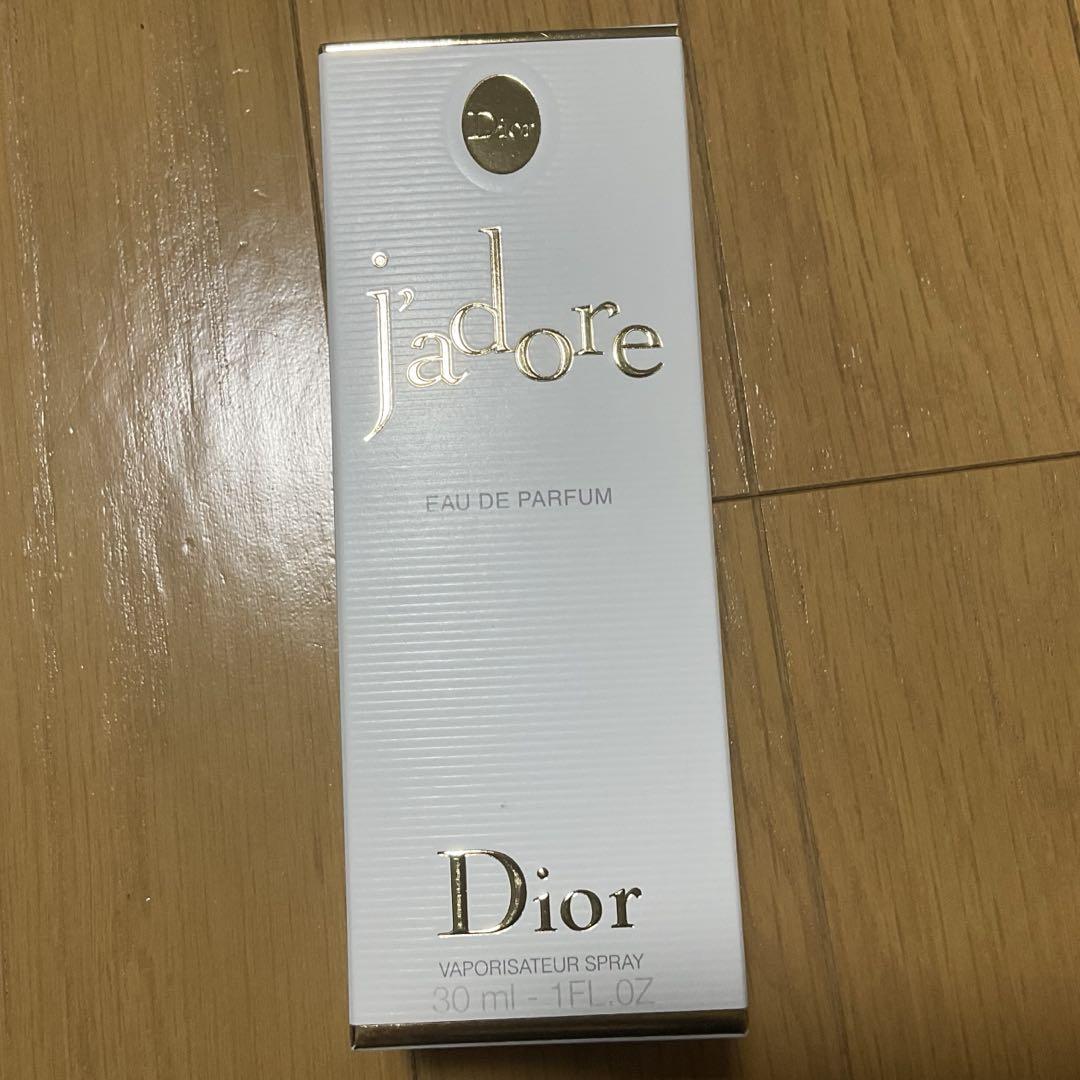 Dior
j'adore
EAU DE PARFUM
Dior
VAPORISATEUR SPRAY
30 ml - 1FL.OZ